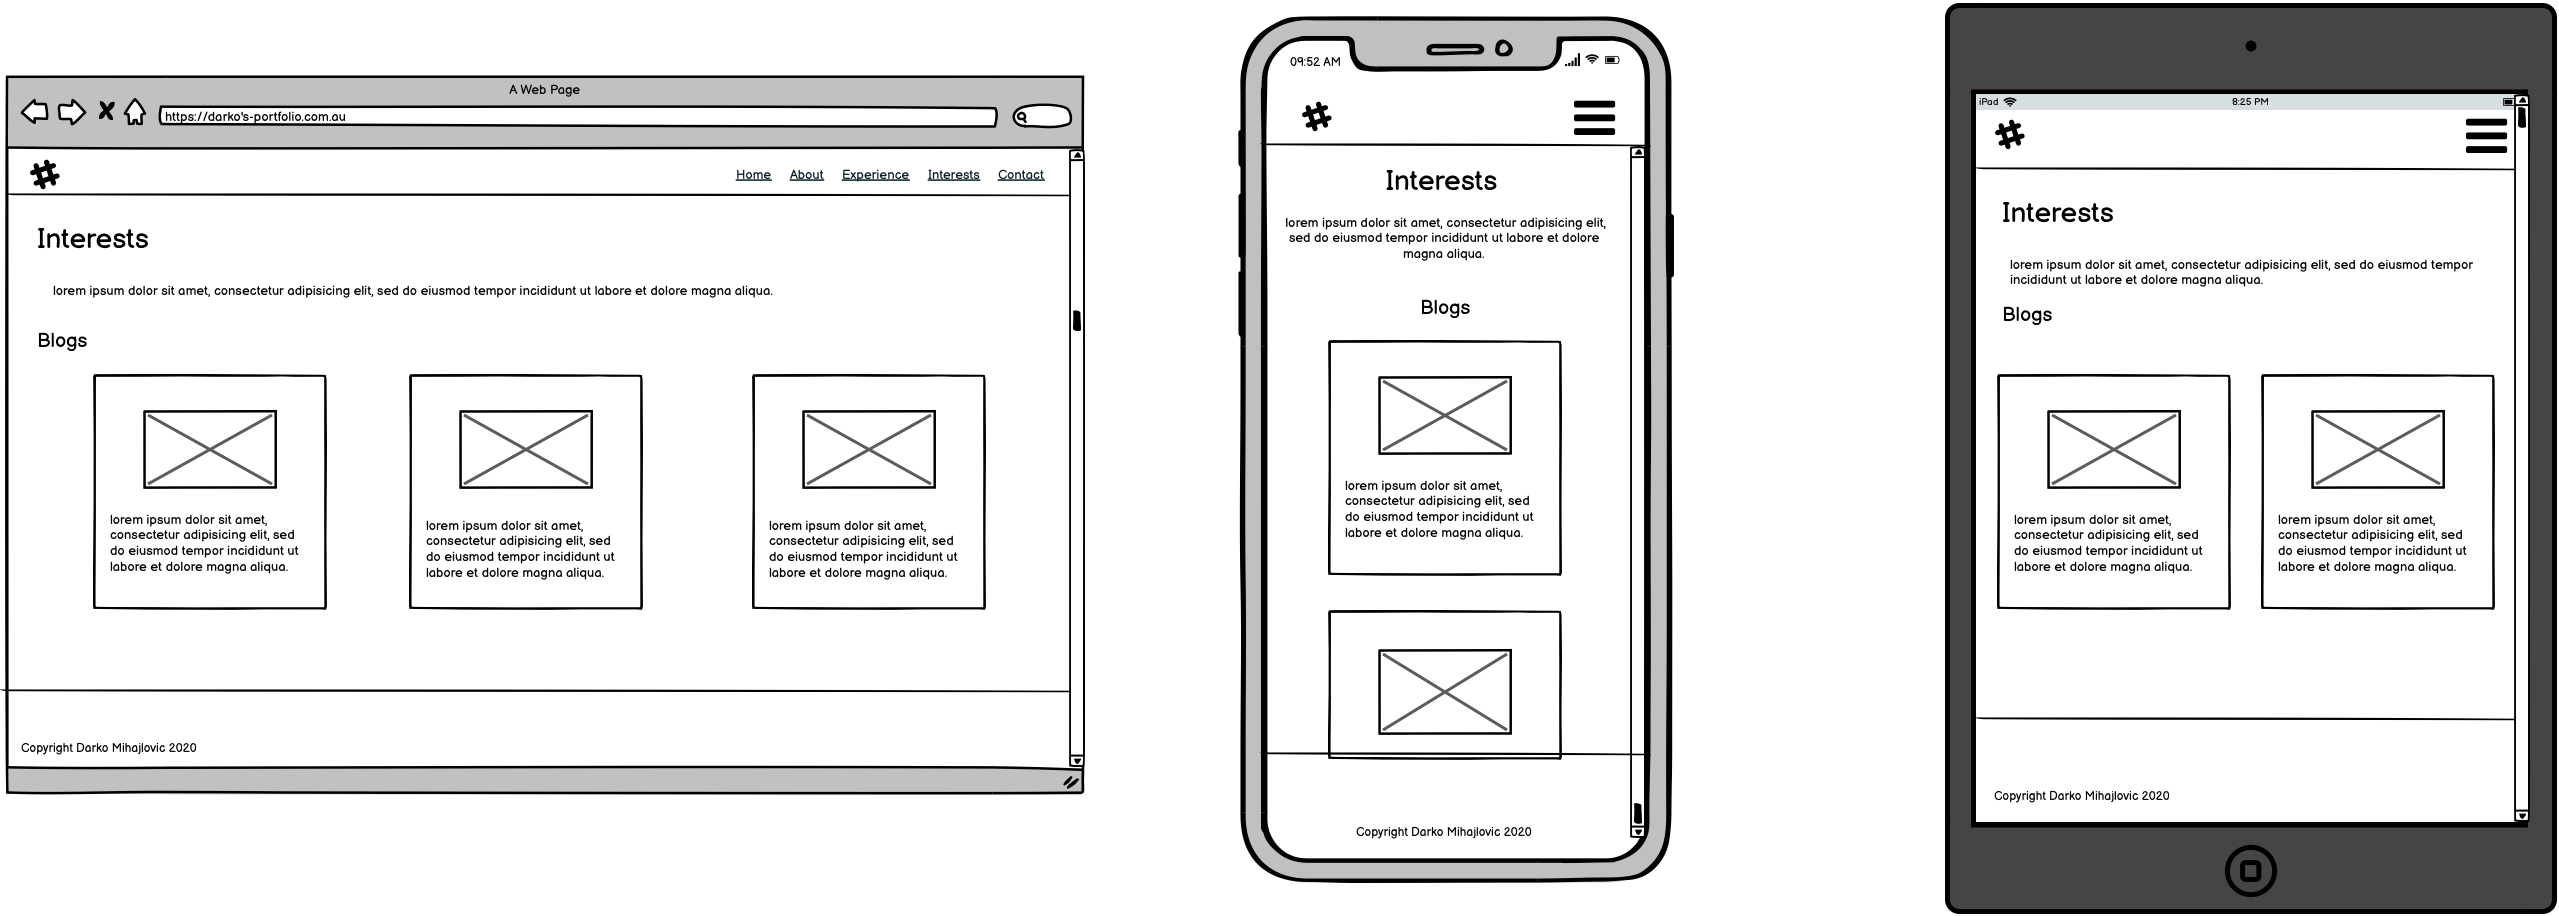 A Web Page
https://darko's-portfolio.com.au
Home About Experience Interests Contact
Interests
lorem ipsum dolor sit amet, consectetur adipisicing elit, sed do eiusmod tempor incididunt ut labore et dolore magna aliqua.
Blogs
lorem ipsum dolor sit amet,
consectetur adipisicing elit, sed
do eiusmod tempor incididunt ut
labore et dolore magna aliqua.
lorem ipsum dolor sit amet,
consectetur adipisicing elit, sed
do eiusmod tempor incididunt ut
labore et dolore magna aliqua.
lorem ipsum dolor sit amet,
consectetur adipisicing elit, sed
do eiusmod tempor incididunt ut
labore et dolore magna aliqua.
Copyright Darko Mihajlovic 2020
09:52 AM
Interests
lorem ipsum dolor sit amet, consectetur adipisicing elit,
sed do eiusmod tempor incididunt ut labore et dolore
magna aliqua.
Blogs
lorem ipsum dolor sit amet,
consectetur adipisicing elit, sed
do eiusmod tempor incididunt ut
labore et dolore magna aliqua.
Copyright Darko Mihajlovic 2020
iPad 8:25 PM
Interests
lorem ipsum dolor sit amet, consectetur adipisicing elit, sed do eiusmod tempor
incididunt ut labore et dolore magna aliqua.
Blogs
lorem ipsum dolor sit amet,
consectetur adipisicing elit, sed
do eiusmod tempor incididunt ut
labore et dolore magna aliqua.
lorem ipsum dolor sit amet,
consectetur adipisicing elit, sed
do eiusmod tempor incididunt ut
labore et dolore magna aliqua.
Copyright Darko Mihajlovic 2020